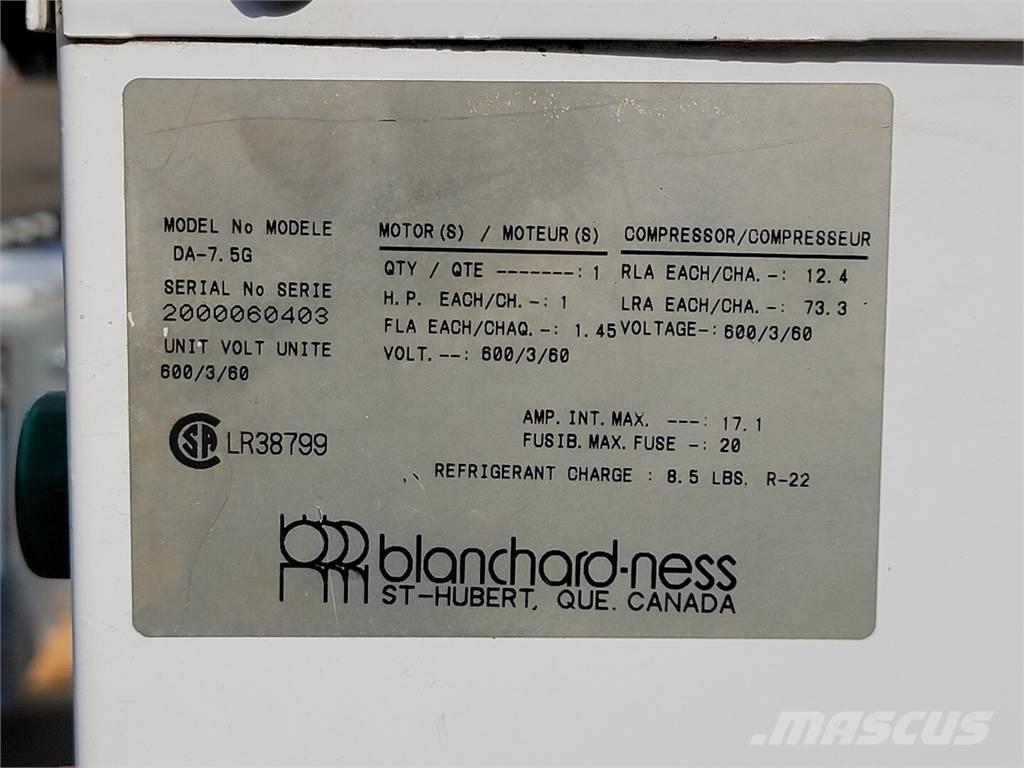 MODEL No MODELE
DA-7.5G
SERIAL No SERIE
2000060403
UNIT VOLT UNITE
600/3/60
MOTOR(S) / MOTEUR(S)
QTY / QTE -------: 1
H.P. EACH/CH. -: 1
FLA EACH/CHAQ. -: 1.45
VOLT. --: 600/3/60
COMPRESSOR/COMPRESSEUR
RLA EACH/CHA. -: 12.4
LRA EACH/CHA. -: 73.3
VOLTAGE-: 600/3/60
CSA LR38799
AMP. INT. MAX. ---: 17.1
FUSIB. MAX. FUSE -: 20
REFRIGERANT CHARGE : 8.5 LBS. R-22
blanchard-ness
ST-HUBERT, QUE. CANADA
MASCUS